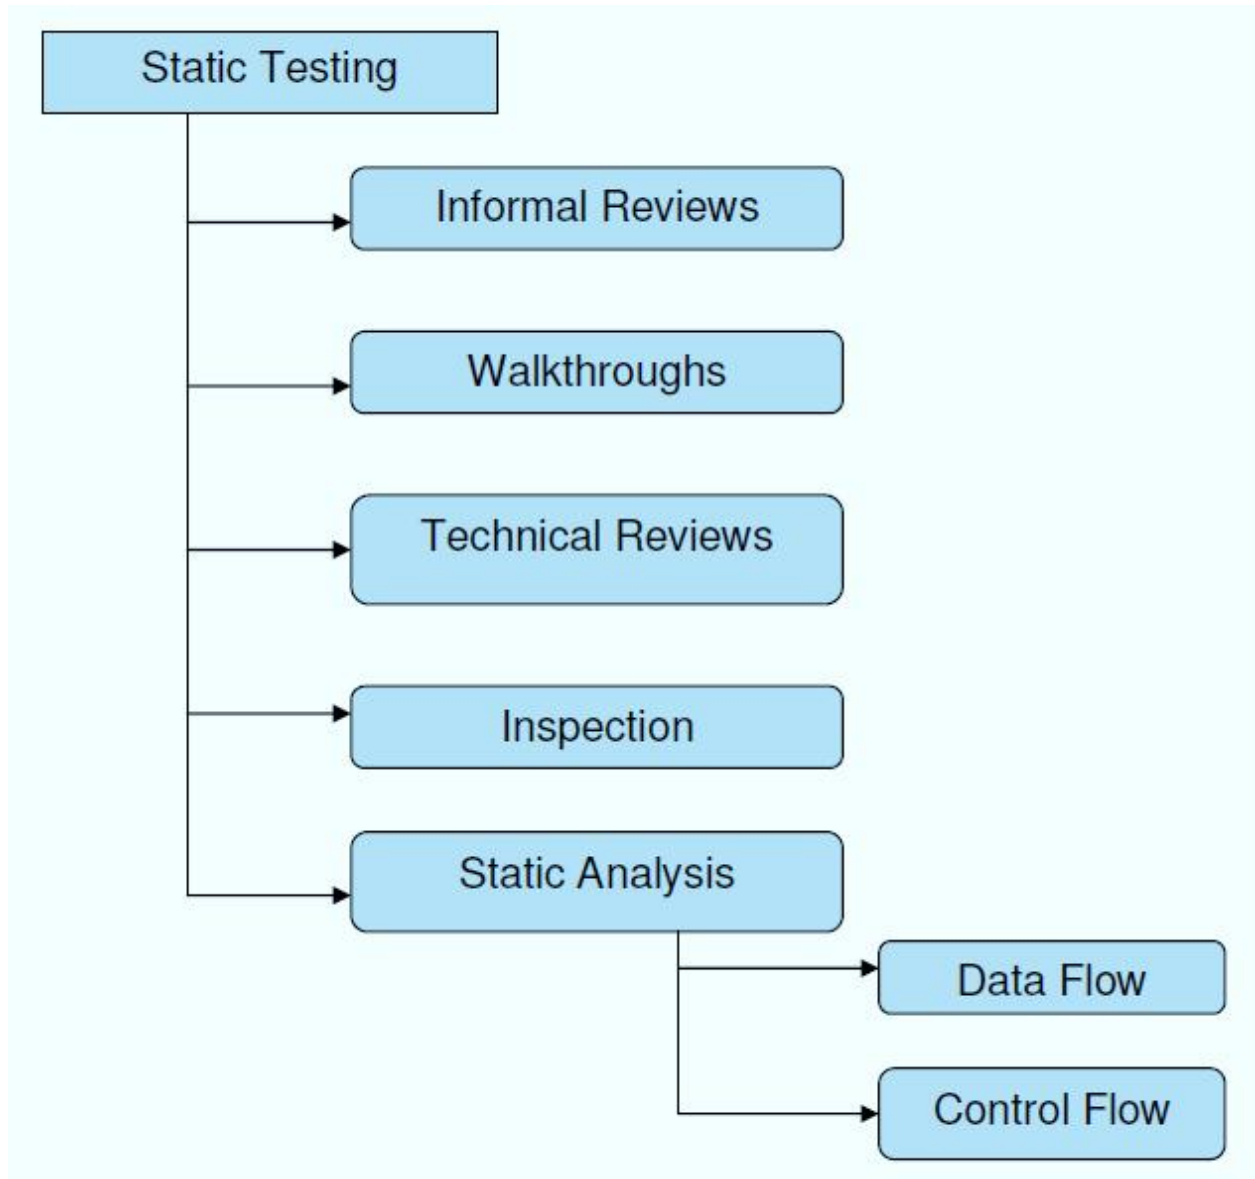 Static Testing
Informal Reviews
Walkthroughs
Technical Reviews
Inspection
Static Analysis
Data Flow
Control Flow